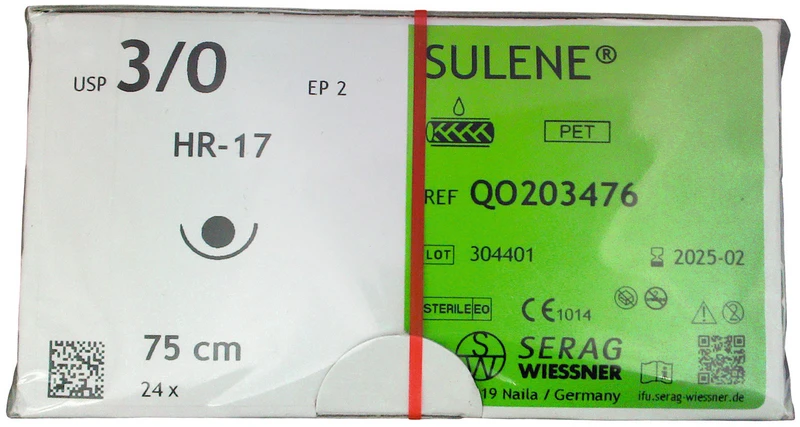 USP 3/0 EP 2
HR-17
75 cm
24 x
SULENE®
PET
REF QO203476
LOT 304401 2025-02
STERILE EO CE 1014
SW SERAG
WIESSNER
19 Naila / Germany ifu.serag-wiessner.de